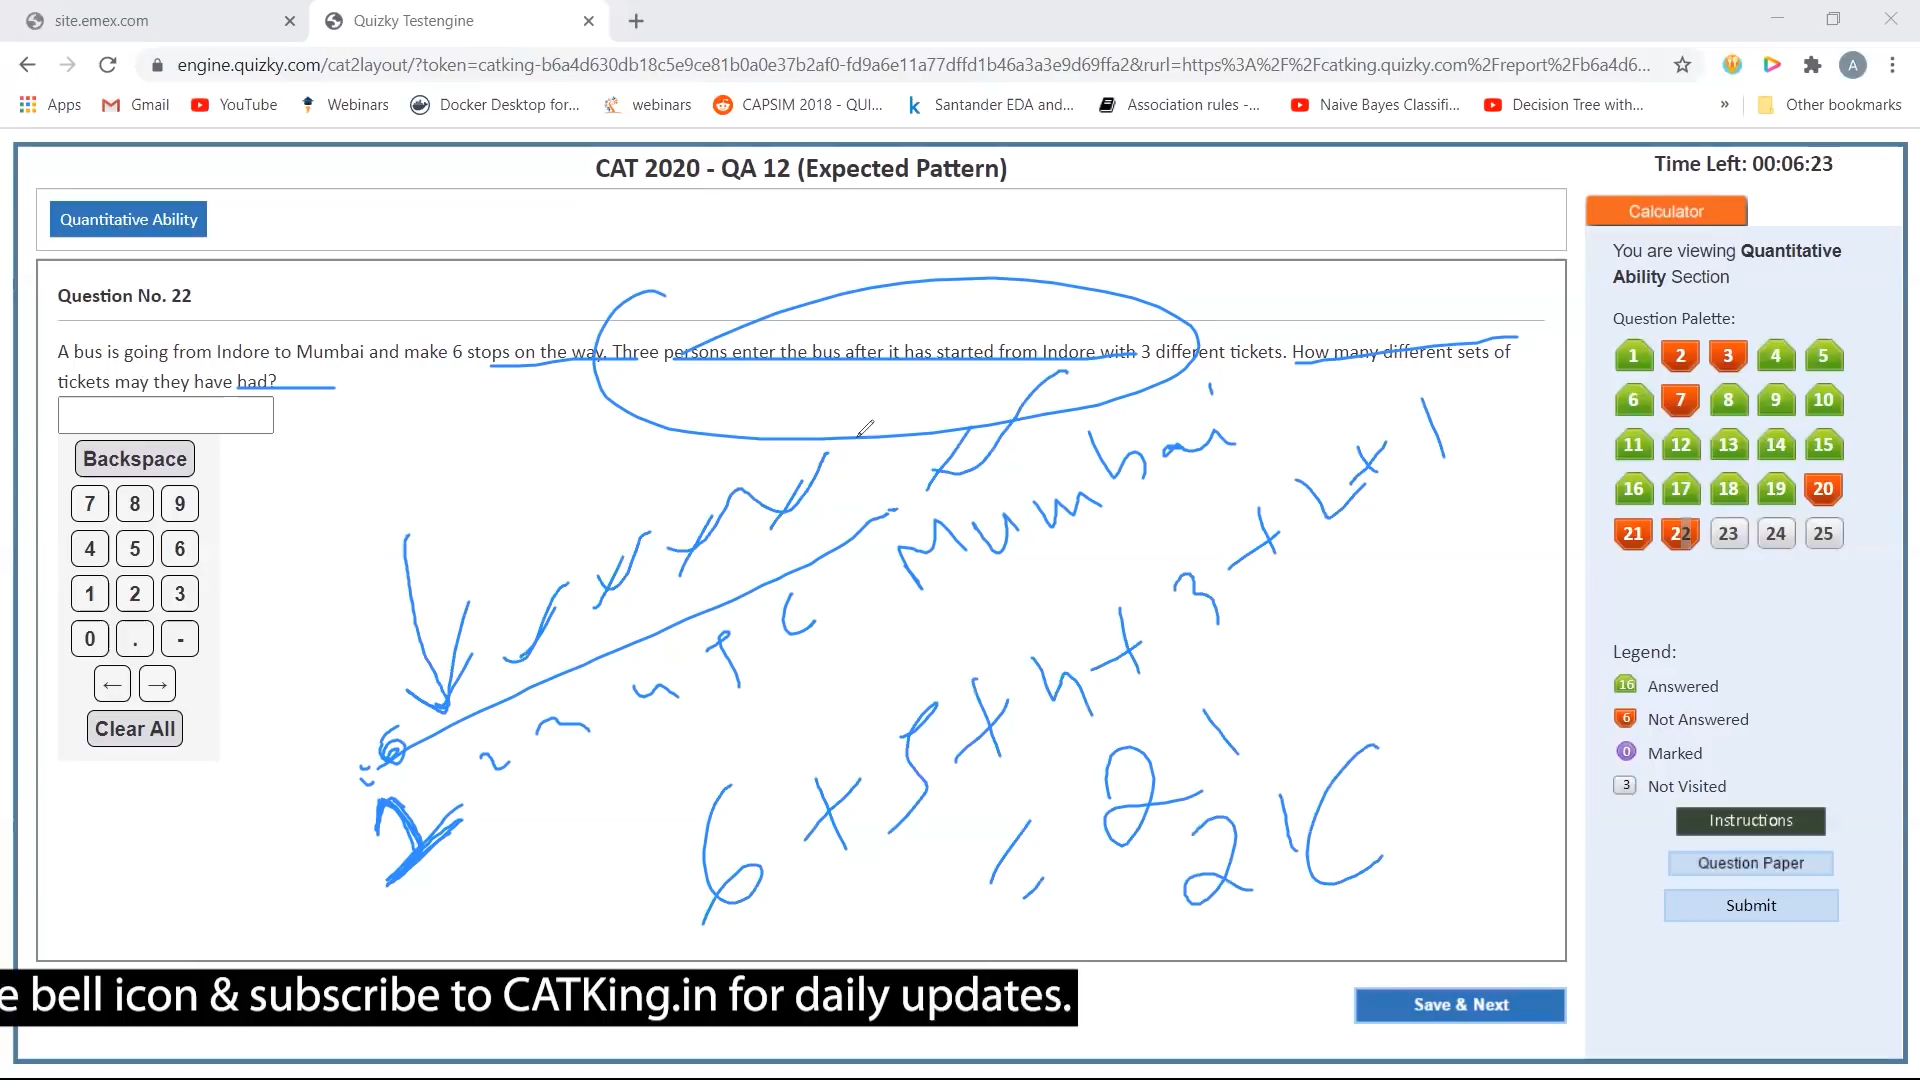 site.emex.com
Quizky Testengine
engine.quizky.com/cat2layout/?token=catking-b6a4d630db18c5e9ce81b0a0e37b2af0-fd9a6e11a77dffd1b46a3a3e9d69ffa2&rurl=https%3A%2F%2Fcatking.quizky.com%2Freport%2Fb6a4d6...
A
Apps Gmail YouTube Webinars Docker Desktop for... webinars CAPSIM 2018 - QUI... Santander EDA and... Association rules -... Naive Bayes Classifi... Decision Tree with... » Other bookmarks
CAT 2020 - QA 12 (Expected Pattern)
Time Left: 00:06:23
Quantitative Ability
Calculator
You are viewing Quantitative
Ability Section
Question No. 22
Question Palette:
A bus is going from Indore to Mumbai and make 6 stops on the way. Three persons enter the bus after it has started from Indore with 3 different tickets. How many different sets of
tickets may they have had?
1 2 3 4 5
6 7 8 9 10
11 12 13 14 15
16 17 18 19 20
21 22 23 24 25
Backspace
7 8 9
4 5 6
1 2 3
0 . -
← →
Clear All
Mumbai
6 + 5 + 4 + 3 + 2 + 1
= 21
21C
Legend:
16 Answered
6 Not Answered
0 Marked
3 Not Visited
Instructions
Question Paper
Submit
e bell icon & subscribe to CATKing.in for daily updates.
Save & Next